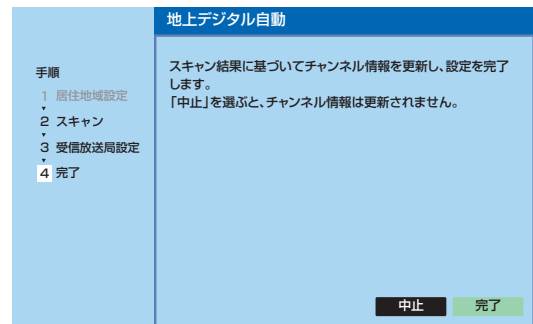 地上デジタル自動
手順
1 居住地域設定
2 スキャン
3 受信放送局設定
4 完了
スキャン結果に基づいてチャンネル情報を更新し、設定を完了
します。
「中止」を選ぶと、チャンネル情報は更新されません。
中止 完了